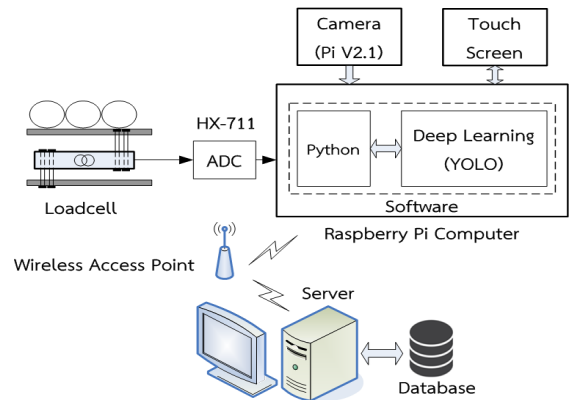 Camera
(Pi V2.1)
Touch
Screen
HX-711
ADC
Python
Deep Learning
(YOLO)
Software
Loadcell
Raspberry Pi Computer
Wireless Access Point
Server
Database